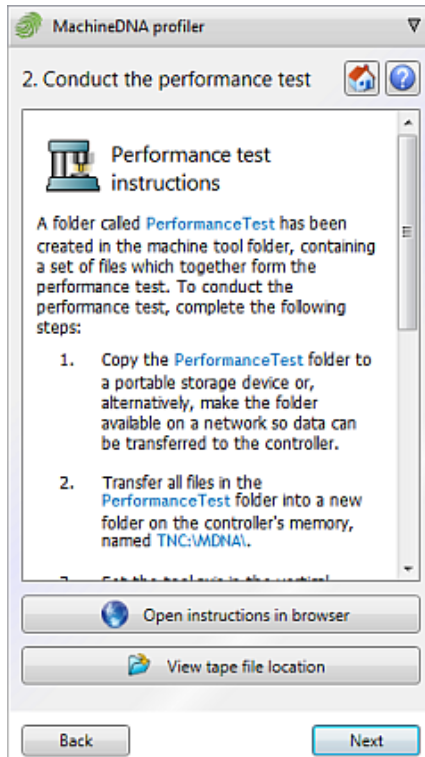 MachineDNA profiler
2. Conduct the performance test
Performance test
instructions
A folder called PerformanceTest has been
created in the machine tool folder, containing
a set of files which together form the
performance test. To conduct the
performance test, complete the following
steps:
1. Copy the PerformanceTest folder to
a portable storage device or,
alternatively, make the folder
available on a network so data can
be transferred to the controller.
2. Transfer all files in the
PerformanceTest folder into a new
folder on the controller's memory,
named TNC:\MDNA\.
Open instructions in browser
View tape file location
Back Next